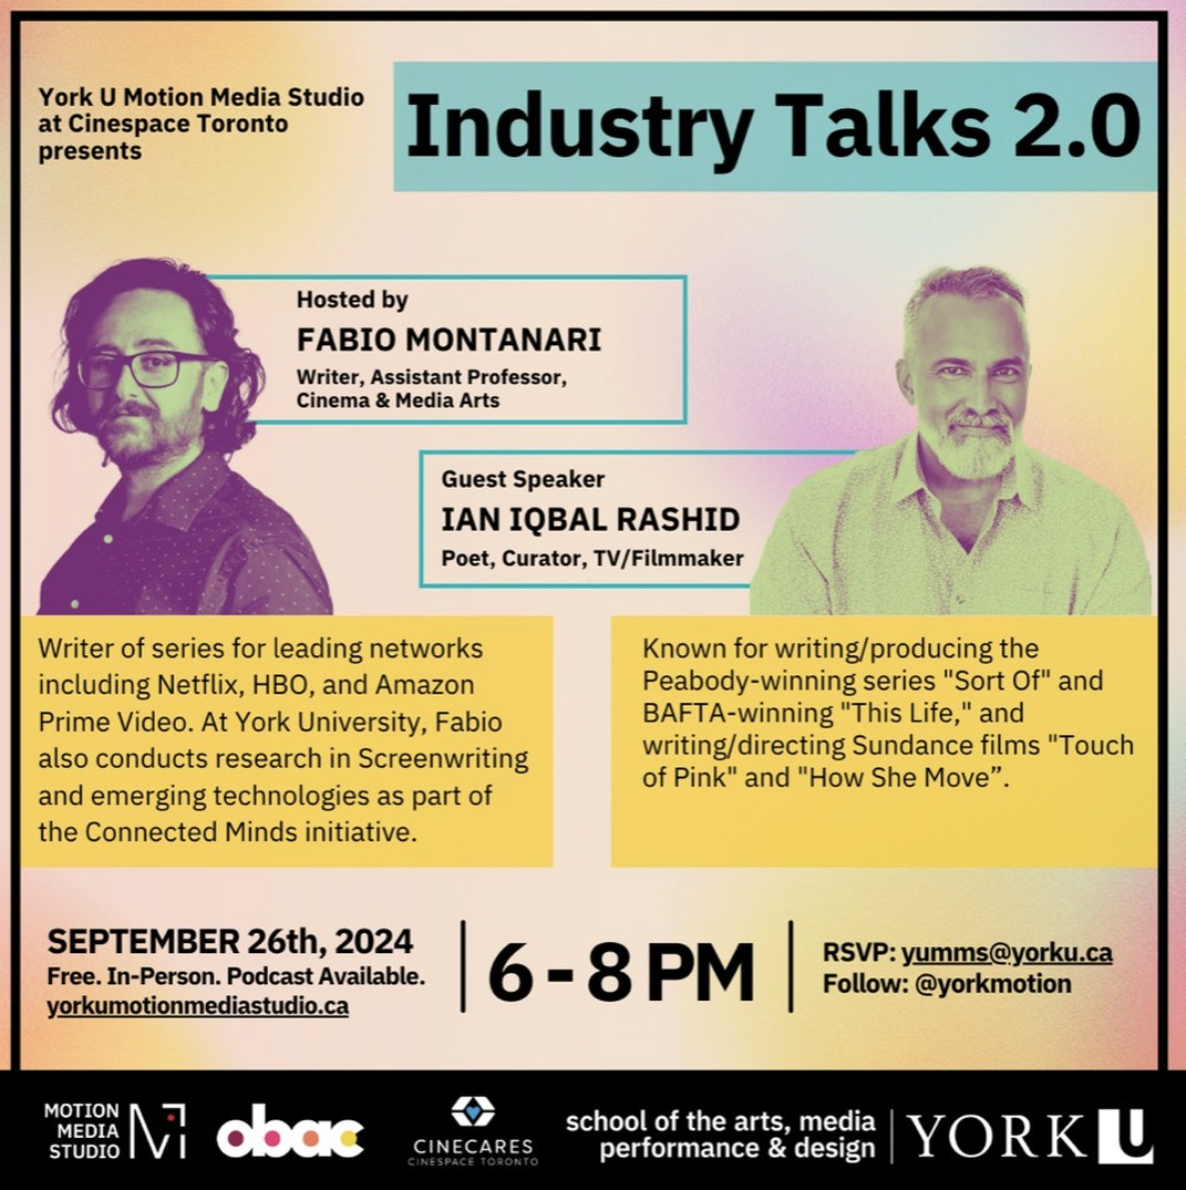 York U Motion Media Studio
at Cinespace Toronto
presents
Industry Talks 2.0
Hosted by
FABIO MONTANARI
Writer, Assistant Professor,
Cinema & Media Arts
Guest Speaker
IAN IQBAL RASHID
Poet, Curator, TV/Filmmaker
Writer of series for leading networks
including Netflix, HBO, and Amazon
Prime Video. At York University, Fabio
also conducts research in Screenwriting
and emerging technologies as part of
the Connected Minds initiative.
Known for writing/producing the
Peabody-winning series "Sort Of" and
BAFTA-winning "This Life," and
writing/directing Sundance films "Touch
of Pink" and "How She Move”.
SEPTEMBER 26th, 2024
Free. In-Person. Podcast Available.
yorkumotionmediastudio.ca
6 - 8 PM
RSVP: yumms@yorku.ca
Follow: @yorkmotion
MOTION
MEDIA
STUDIO
obac
CINECARES
CINESPACE TORONTO
school of the arts, media
performance & design
YORK U